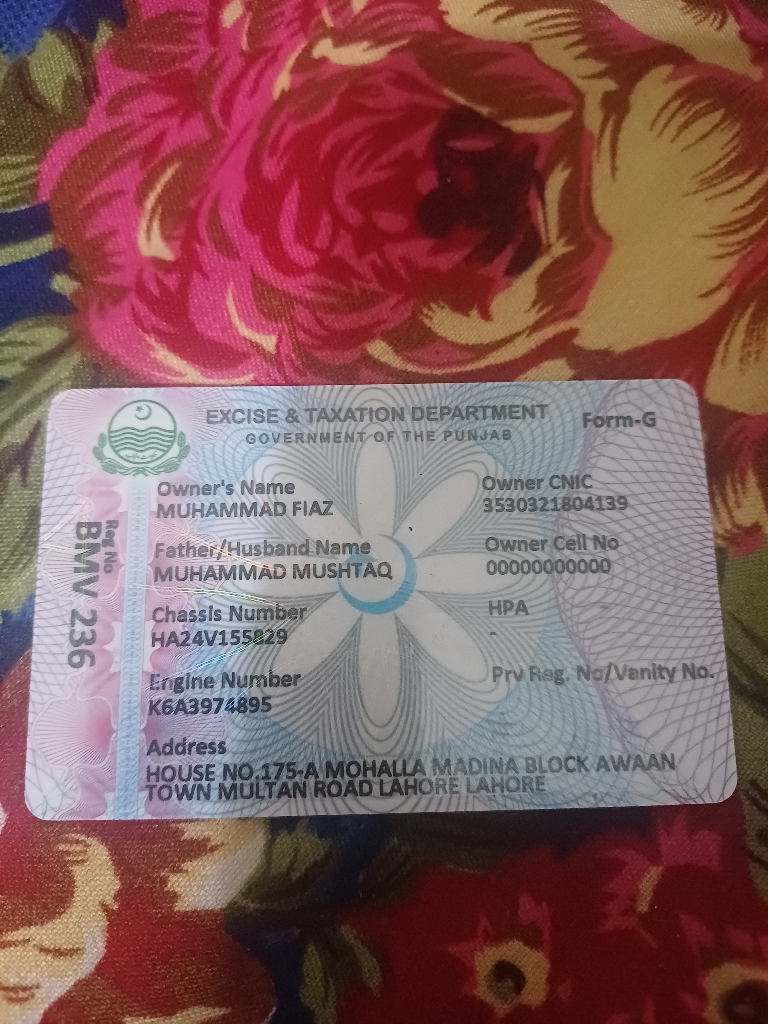 EXCISE & TAXATION DEPARTMENT
Form-G
GOVERNMENT OF THE PUNJAB
Reg No
BMV 236
Owner's Name
MUHAMMAD FIAZ
Owner CNIC
3530321804139
Father/Husband Name
MUHAMMAD MUSHTAQ
Owner Cell No
00000000000
Chassis Number
HA24V155829
HPA
-
Engine Number
K6A3974895
Prv Reg. No/Vanity No.
Address
HOUSE NO.175-A MOHALLA MADINA BLOCK AWAAN
TOWN MULTAN ROAD LAHORE LAHORE